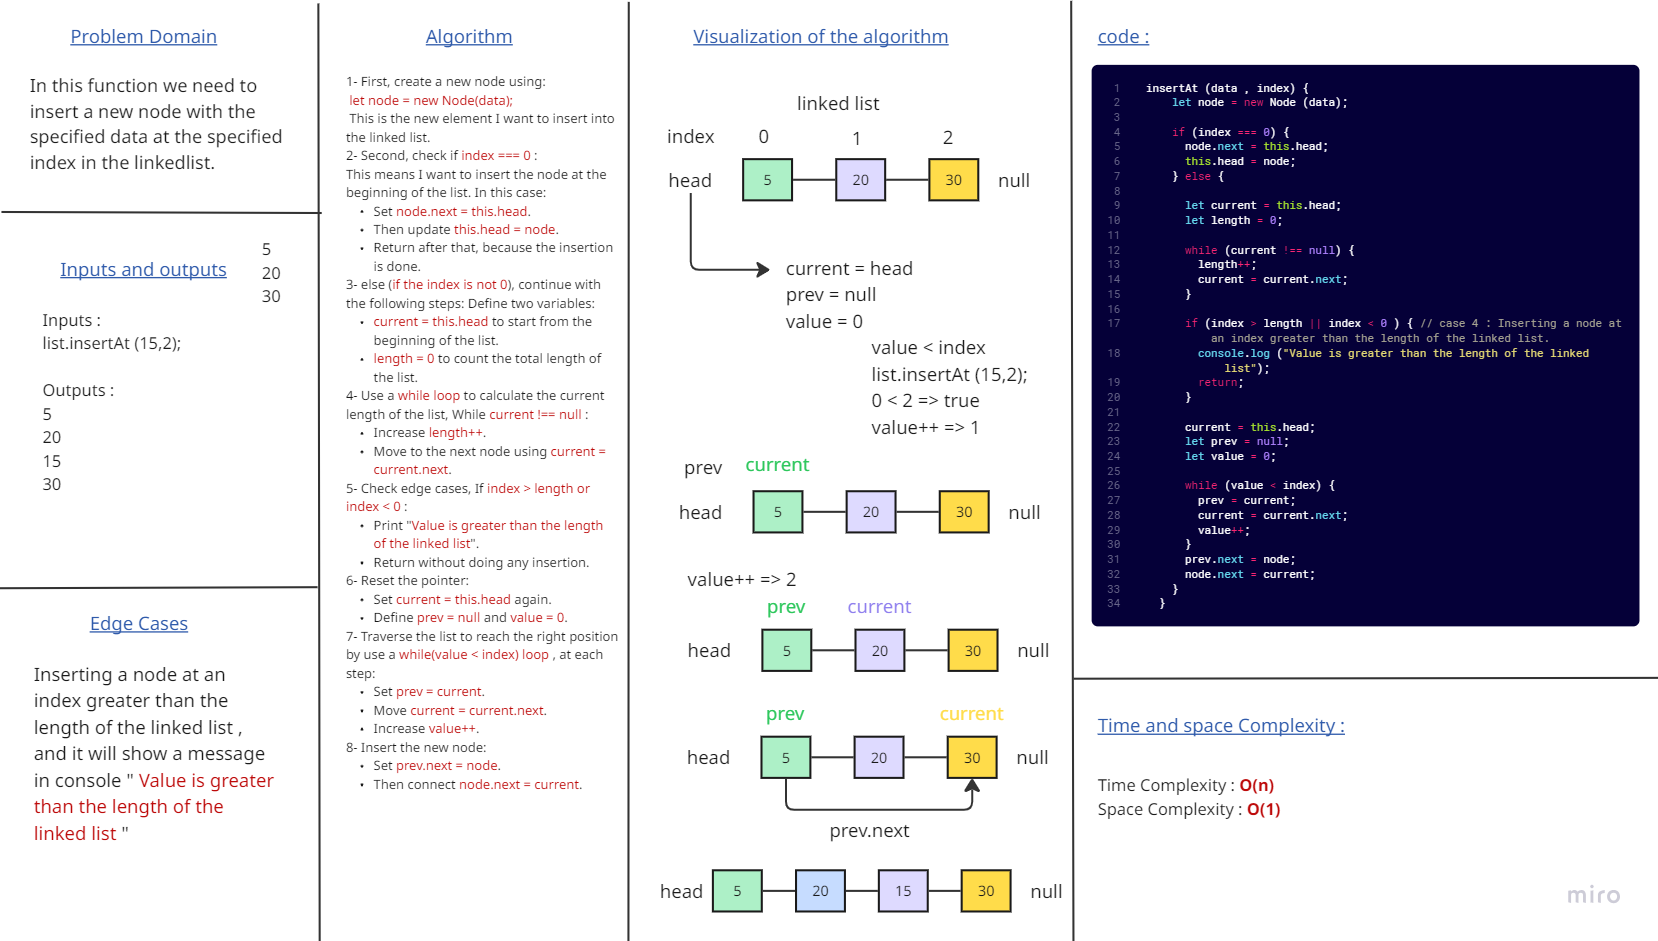 Problem Domain
In this function we need to
insert a new node with the
specified data at the specified
index in the linkedlist.
Inputs and outputs
5
20
30
Inputs :
list.insertAt (15,2);
Outputs :
5
20
15
30
Edge Cases
Inserting a node at an
index greater than the
length of the linked list ,
and it will show a message
in console " Value is greater
than the length of the
linked list "
Algorithm
1- First, create a new node using:
let node = new Node(data);
This is the new element I want to insert into
the linked list.
2- Second, check if index === 0 :
This means I want to insert the node at the
beginning of the list. In this case:
• Set node.next = this.head.
• Then update this.head = node.
• Return after that, because the insertion
is done.
3- else (if the index is not 0), continue with
the following steps: Define two variables:
• current = this.head to start from the
beginning of the list.
• length = 0 to count the total length of
the list.
4- Use a while loop to calculate the current
length of the list, While current !== null :
• Increase length++.
• Move to the next node using current =
current.next.
5- Check edge cases, If index > length or
index < 0 :
• Print "Value is greater than the length
of the linked list".
• Return without doing any insertion.
6- Reset the pointer:
• Set current = this.head again.
• Define prev = null and value = 0.
7- Traverse the list to reach the right position
by use a while(value < index) loop , at each
step:
• Set prev = current.
• Move current = current.next.
• Increase value++.
8- Insert the new node:
• Set prev.next = node.
• Then connect node.next = current.
Visualization of the algorithm
linked list
index 0 1 2
head 5 20 30 null
current = head
prev = null
value = 0
value < index
list.insertAt (15,2);
0 < 2 => true
value++ => 1
prev current
head 5 20 30 null
value++ => 2
prev current
head 5 20 30 null
prev current
head 5 20 30 null
prev.next
head 5 20 15 30 null
code :
1 insertAt (data , index) {
2 let node = new Node (data);
3
4 if (index === 0) {
5 node.next = this.head;
6 this.head = node;
7 } else {
8
9 let current = this.head;
10 let length = 0;
11
12 while (current !== null) {
13 length++;
14 current = current.next;
15 }
16
17 if (index > length || index < 0 ) { // case 4 : Inserting a node at
an index greater than the length of the linked list.
18 console.log ("Value is greater than the length of the linked
list");
19 return;
20 }
21
22 current = this.head;
23 let prev = null;
24 let value = 0;
25
26 while (value < index) {
27 prev = current;
28 current = current.next;
29 value++;
30 }
31 prev.next = node;
32 node.next = current;
33 }
34 }
Time and space Complexity :
Time Complexity : O(n)
Space Complexity : O(1)
miro